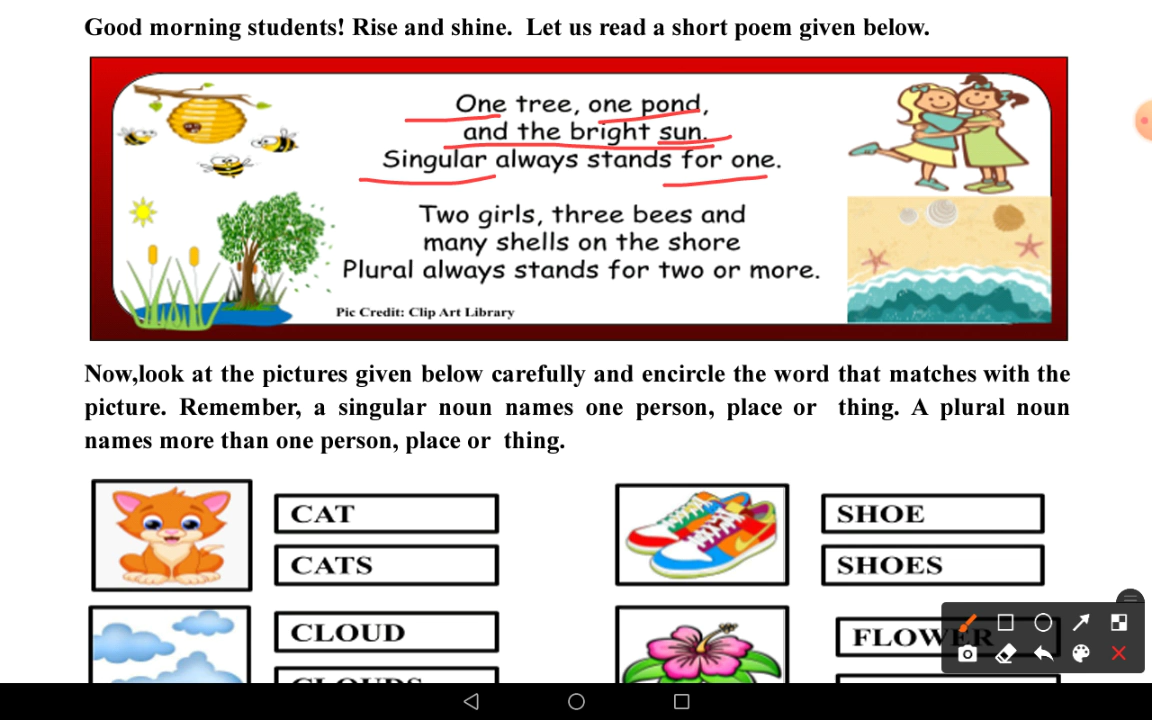 Good morning students! Rise and shine. Let us read a short poem given below.
One tree, one pond,
and the bright sun.
Singular always stands for one.
Two girls, three bees and
many shells on the shore
Plural always stands for two or more.
Pic Credit: Clip Art Library
Now,look at the pictures given below carefully and encircle the word that matches with the
picture. Remember, a singular noun names one person, place or thing. A plural noun
names more than one person, place or thing.
CAT
SHOE
CATS
SHOES
CLOUD
FLOWER
CLOUDS